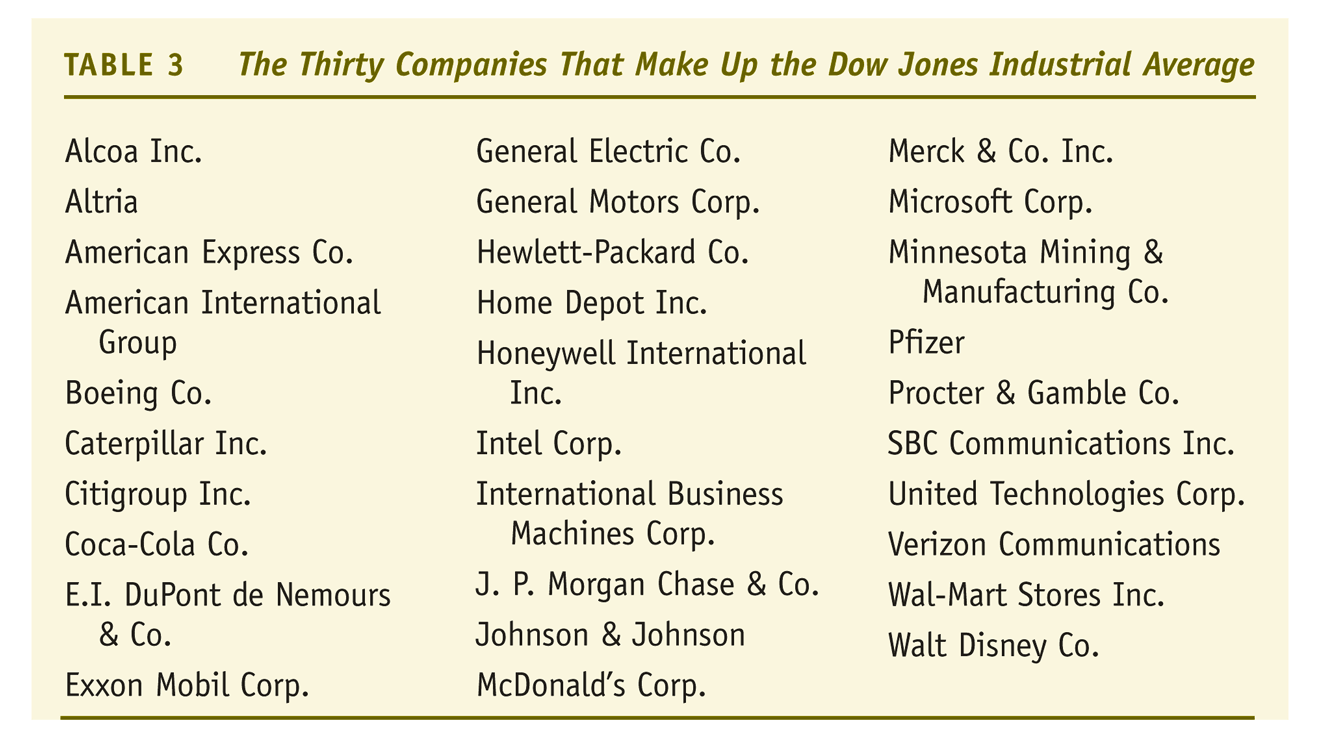 TABLE 3 The Thirty Companies That Make Up the Dow Jones Industrial Average
Alcoa Inc.
Altria
American Express Co.
American International
Group
Boeing Co.
Caterpillar Inc.
Citigroup Inc.
Coca-Cola Co.
E.I. DuPont de Nemours
& Co.
Exxon Mobil Corp.
General Electric Co.
General Motors Corp.
Hewlett-Packard Co.
Home Depot Inc.
Honeywell International
Inc.
Intel Corp.
International Business
Machines Corp.
J. P. Morgan Chase & Co.
Johnson & Johnson
McDonald’s Corp.
Merck & Co. Inc.
Microsoft Corp.
Minnesota Mining &
Manufacturing Co.
Pfizer
Procter & Gamble Co.
SBC Communications Inc.
United Technologies Corp.
Verizon Communications
Wal-Mart Stores Inc.
Walt Disney Co.